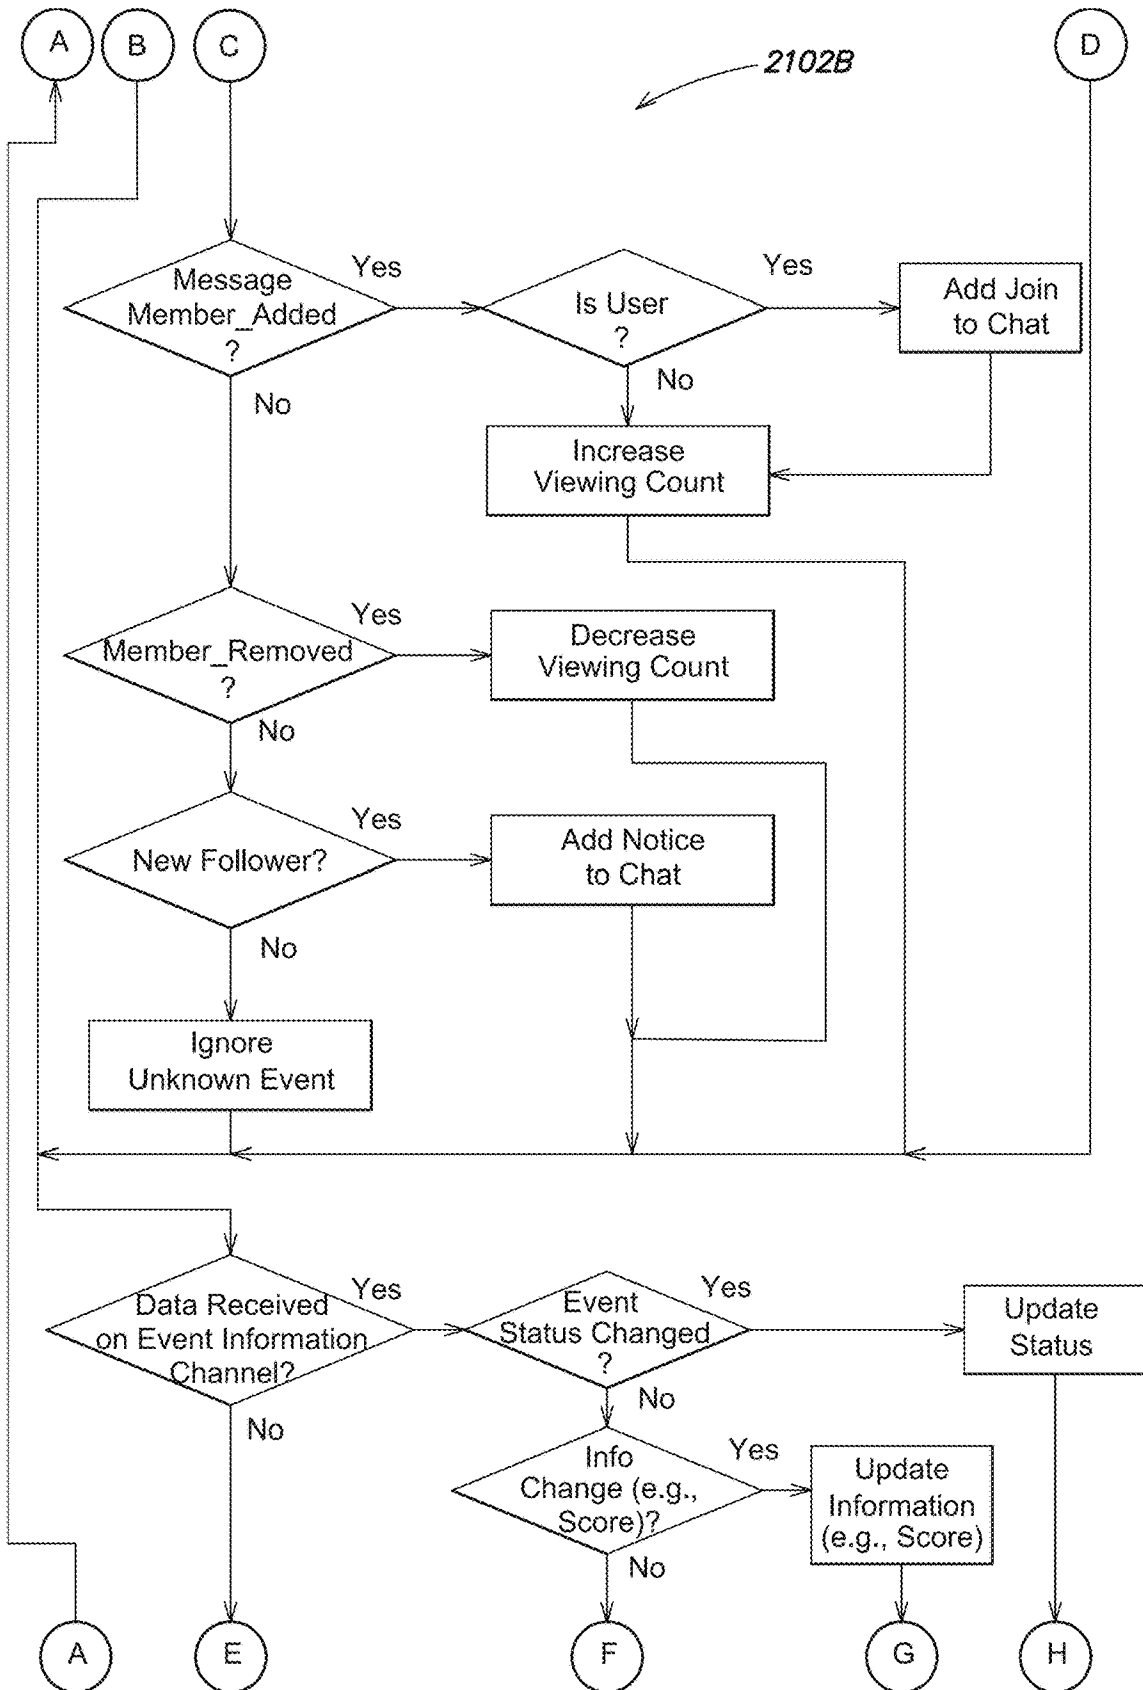 A
B
C
D
2102B
Message
Member_Added
?
Yes
Is User
?
Yes
Add Join
to Chat
No
No
Increase
Viewing Count
Member_Removed
?
Yes
Decrease
Viewing Count
No
New Follower?
Yes
Add Notice
to Chat
No
Ignore
Unknown Event
Data Received
on Event Information
Channel?
Yes
Event
Status Changed
?
Yes
Update
Status
No
No
Info
Change (e.g.,
Score)?
Yes
Update
Information
(e.g., Score)
No
A
E
F
G
H